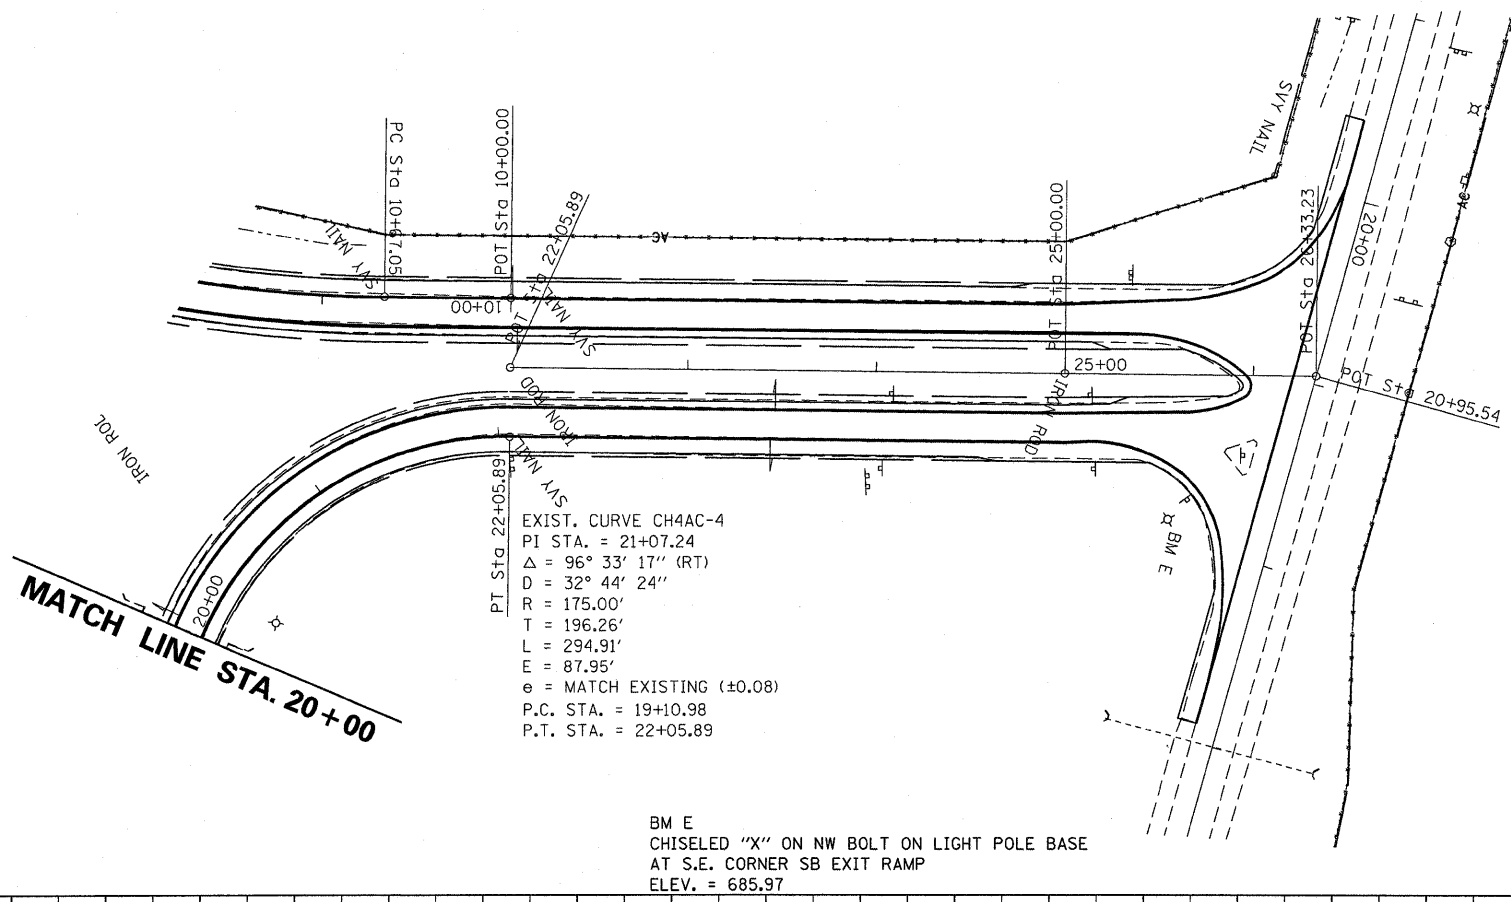 PC Sta 10+67.05
POT Sta 10+00.00
POT Sta 22+05.89
SVY NAIL
SVY NAIL
10+00
AC
POT Sta 25+00.00
25+00
SVY NAIL
POT Sta 26+33.23
20+00
AC
POT Sta 20+95.54
IRON ROD
IRON ROD
IRON ROD
SVY NAIL
IRON ROL
PT Sta 22+05.89
BM E
20+00
MATCH LINE STA. 20+00
EXIST. CURVE CH4AC-4
PI STA. = 21+07.24
Δ = 96° 33' 17" (RT)
D = 32° 44' 24"
R = 175.00'
T = 196.26'
L = 294.91'
E = 87.95'
e = MATCH EXISTING (±0.08)
P.C. STA. = 19+10.98
P.T. STA. = 22+05.89
BM E
CHISELED "X" ON NW BOLT ON LIGHT POLE BASE
AT S.E. CORNER SB EXIT RAMP
ELEV. = 685.97